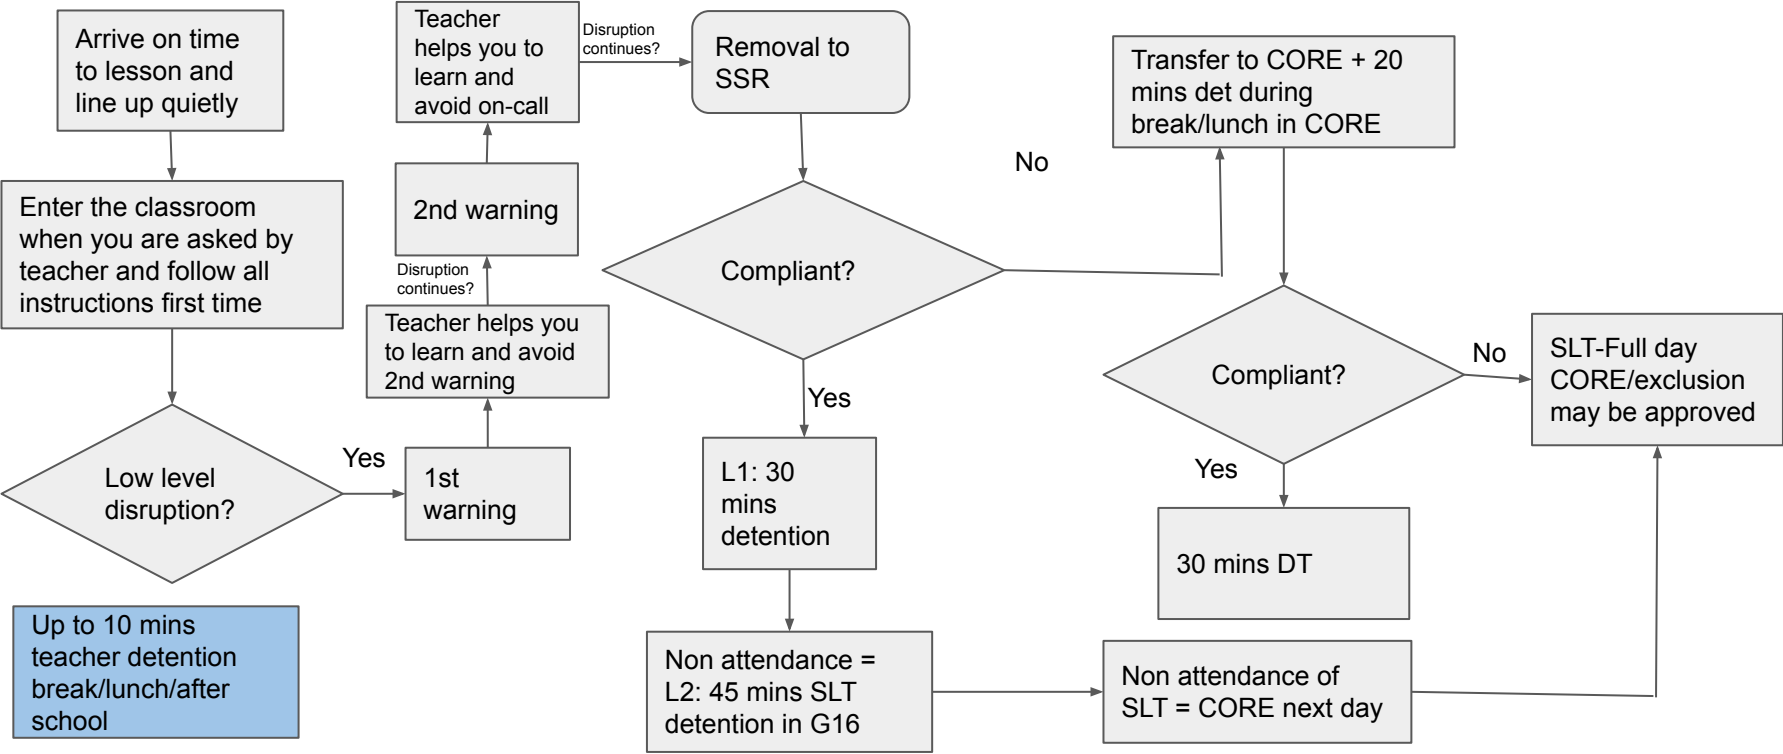 Arrive on time
to lesson and
line up quietly
Enter the classroom
when you are asked by
teacher and follow all
instructions first time
Low level
disruption?
Yes
1st
warning
Teacher helps you
to learn and avoid
2nd warning
Disruption
continues?
2nd warning
Teacher
helps you to
learn and
avoid on-call
Disruption
continues?
Removal to
SSR
Compliant?
No
Yes
L1: 30
mins
detention
Non attendance =
L2: 45 mins SLT
detention in G16
Non attendance of
SLT = CORE next day
Transfer to CORE + 20
mins det during
break/lunch in CORE
Compliant?
No
Yes
30 mins DT
SLT-Full day
CORE/exclusion
may be approved
Up to 10 mins
teacher detention
break/lunch/after
school